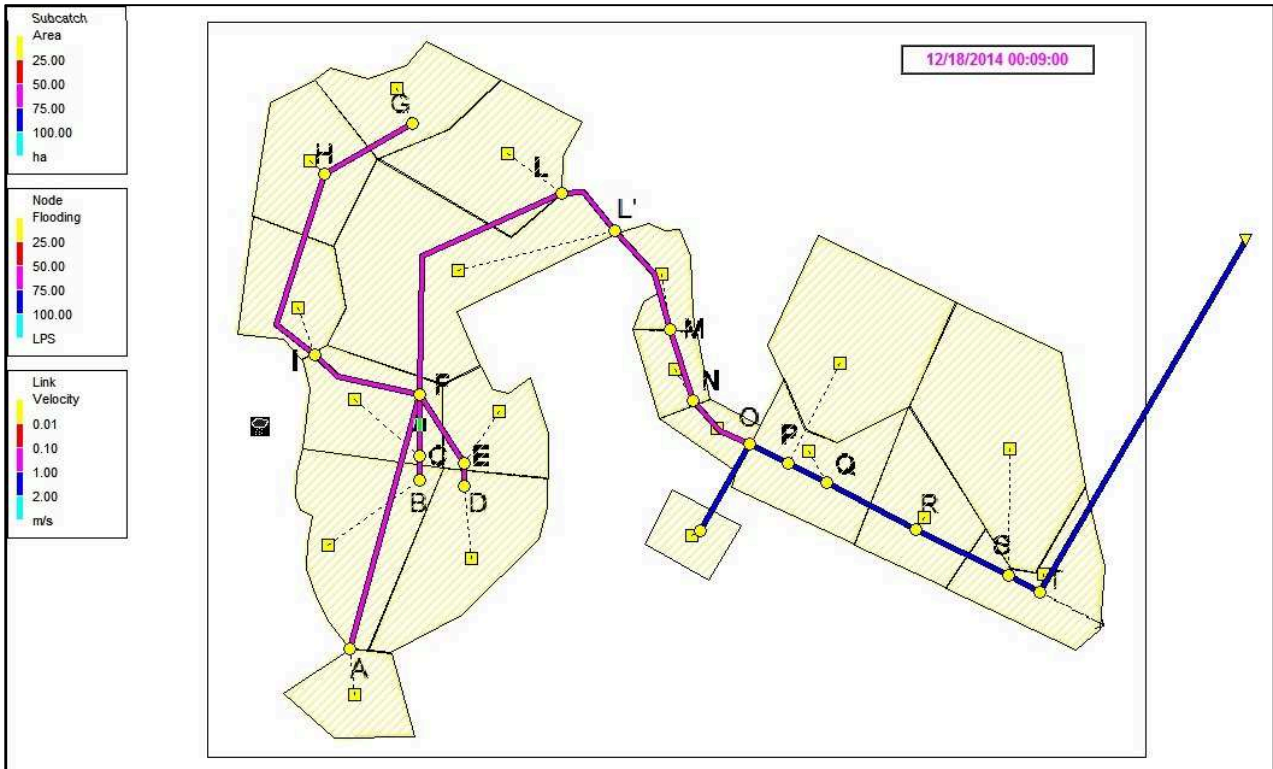 Subcatch
Area
25.00
50.00
75.00
100.00
ha
Node
Flooding
25.00
50.00
75.00
100.00
LPS
Link
Velocity
0.01
0.10
1.00
2.00
m/s
12/18/2014 00:09:00
G
H
L
L'
M
I
F
N
O
P
C
E
Q
B
D
R
S
T
A